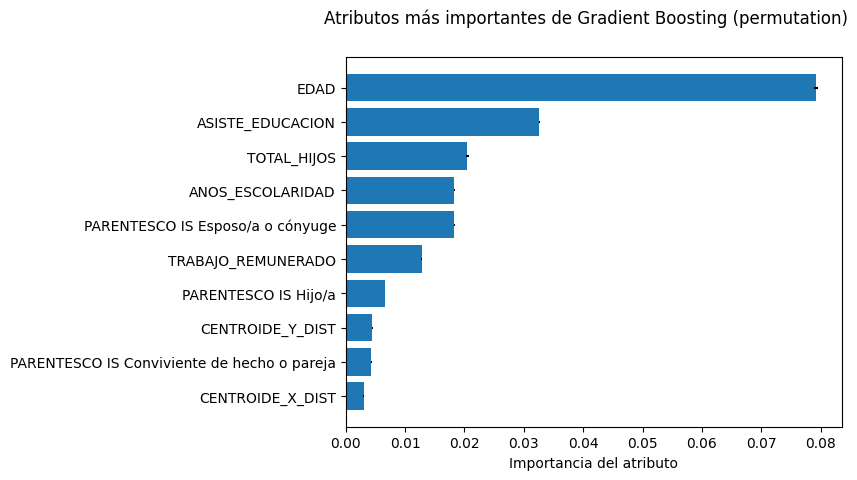 Atributos más importantes de Gradient Boosting (permutation)
EDAD
ASISTE_EDUCACION
TOTAL_HIJOS
ANOS_ESCOLARIDAD
PARENTESCO IS Esposo/a o cónyuge
TRABAJO_REMUNERADO
PARENTESCO IS Hijo/a
CENTROIDE_Y_DIST
PARENTESCO IS Conviviente de hecho o pareja
CENTROIDE_X_DIST
0.00 0.01 0.02 0.03 0.04 0.05 0.06 0.07 0.08
Importancia del atributo